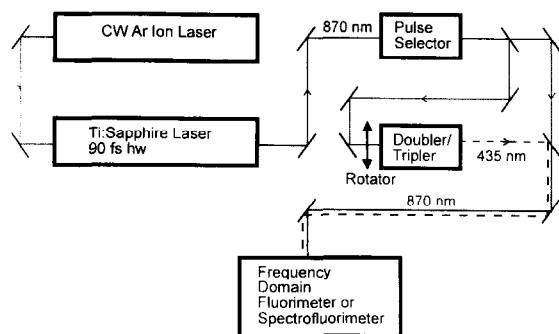 CW Ar Ion Laser
870 nm
Pulse
Selector
Ti:Sapphire Laser
90 fs hw
Doubler/
Tripler
435 nm
Rotator
870 nm
Frequency
Domain
Fluorimeter or
Spectrofluorimeter